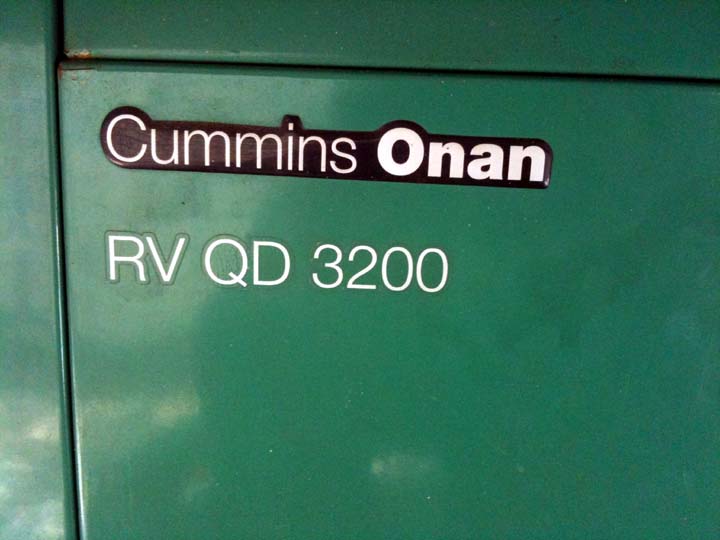 Cummins Onan
RV QD 3200